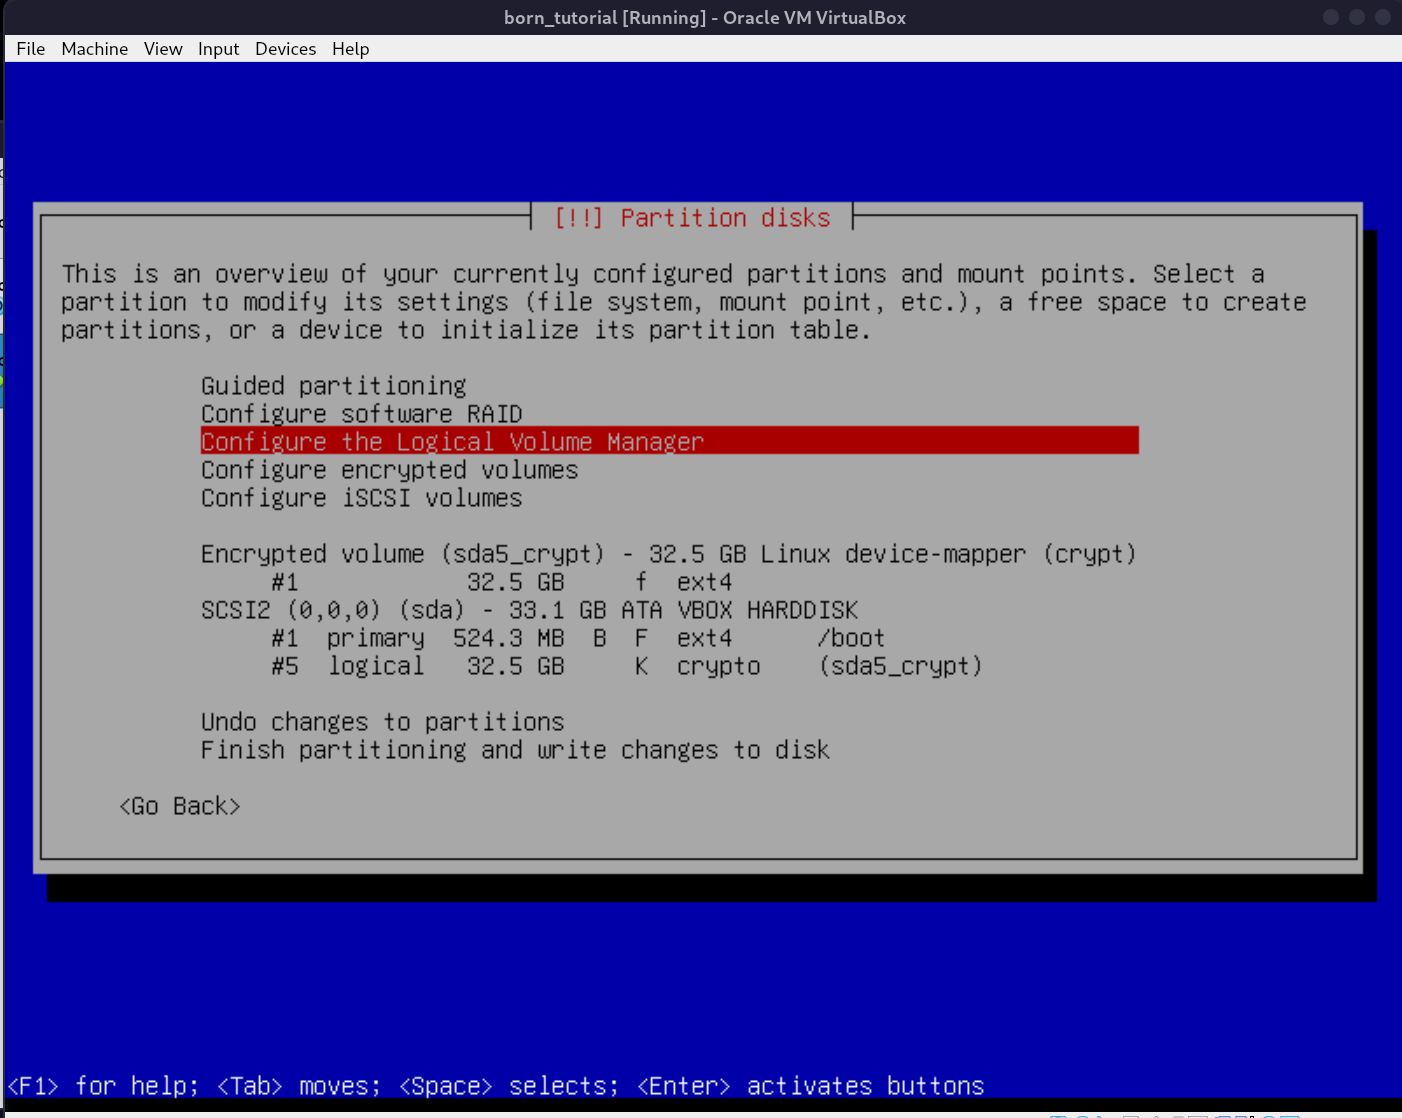 born_tutorial [Running] - Oracle VM VirtualBox
File Machine View Input Devices Help
[!!] Partition disks
This is an overview of your currently configured partitions and mount points. Select a
partition to modify its settings (file system, mount point, etc.), a free space to create
partitions, or a device to initialize its partition table.
Guided partitioning
Configure software RAID
Configure the Logical Volume Manager
Configure encrypted volumes
Configure iSCSI volumes
Encrypted volume (sda5_crypt) - 32.5 GB Linux device-mapper (crypt)
#1 32.5 GB f ext4
SCSI2 (0,0,0) (sda) - 33.1 GB ATA VBOX HARDDISK
#1 primary 524.3 MB B F ext4 /boot
#5 logical 32.5 GB K crypto (sda5_crypt)
Undo changes to partitions
Finish partitioning and write changes to disk
<Go Back>
<F1> for help; <Tab> moves; <Space> selects; <Enter> activates buttons